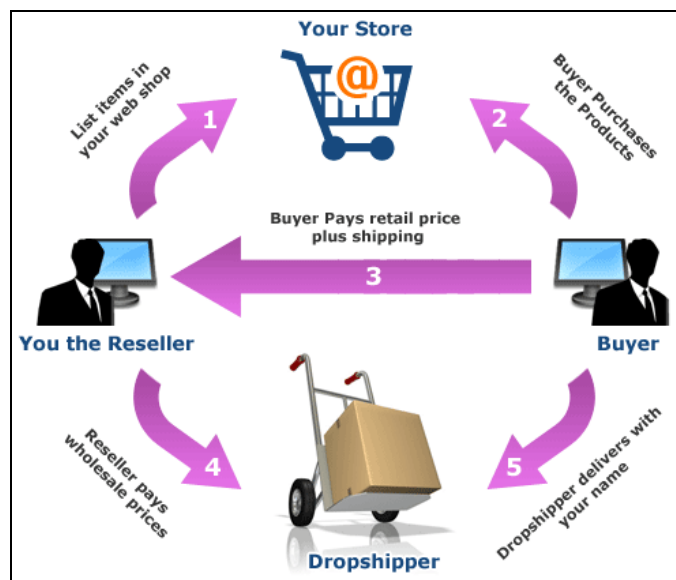 Your Store
@
List items in
your web shop
1
2
Buyer Purchases
the Products
Buyer Pays retail price
plus shipping
3
You the Reseller
Buyer
Reseller pays
wholesale prices
4
5
Dropshipper delivers with
your name
Dropshipper